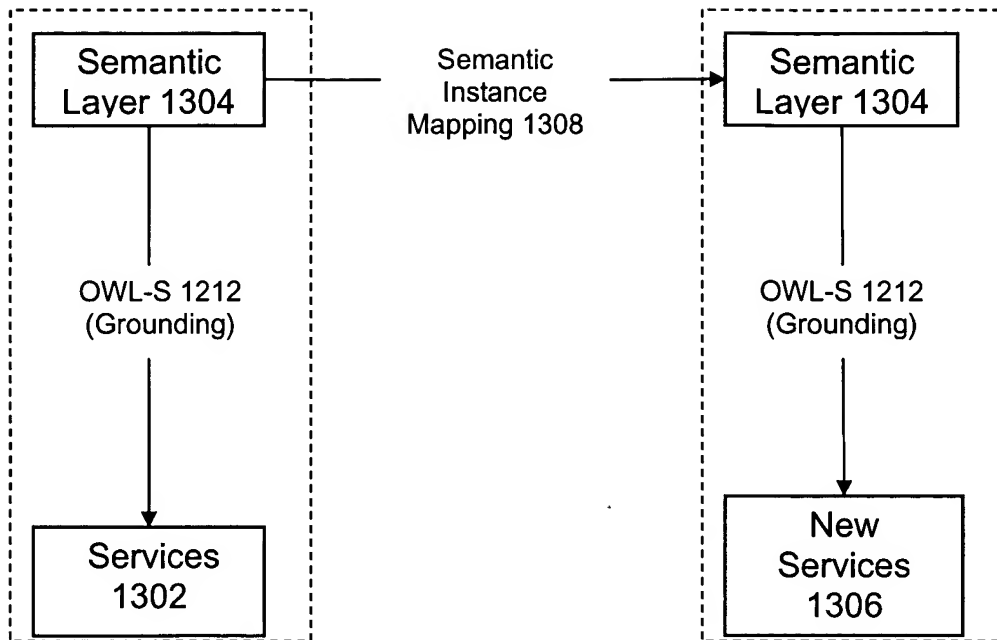 Semantic
Layer 1304
Semantic
Instance
Mapping 1308
Semantic
Layer 1304
OWL-S 1212
(Grounding)
OWL-S 1212
(Grounding)
Services
1302
New
Services
1306